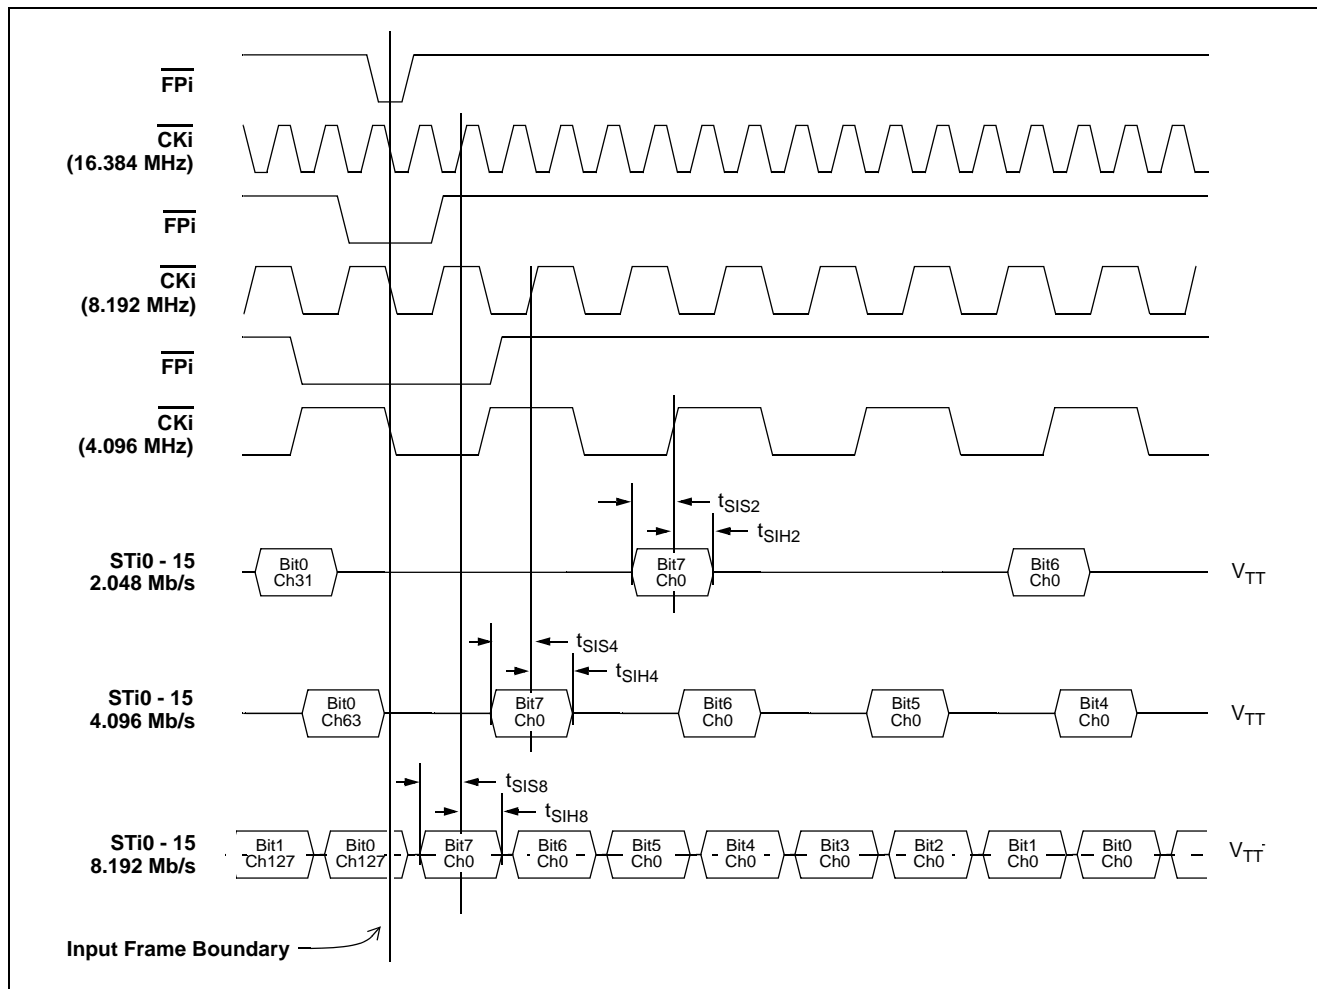 FPi
CKi
(16.384 MHz)
FPi
CKi
(8.192 MHz)
FPi
CKi
(4.096 MHz)
tSIS2
tSIH2
STi0 - 15
2.048 Mb/s
Bit0
Ch31
Bit7
Ch0
Bit6
Ch0
VTT
tSIS4
tSIH4
STi0 - 15
4.096 Mb/s
Bit0
Ch63
Bit7
Ch0
Bit6
Ch0
Bit5
Ch0
Bit4
Ch0
VTT
tSIS8
tSIH8
STi0 - 15
8.192 Mb/s
Bit1
Ch127
Bit0
Ch127
Bit7
Ch0
Bit6
Ch0
Bit5
Ch0
Bit4
Ch0
Bit3
Ch0
Bit2
Ch0
Bit1
Ch0
Bit0
Ch0
VTT
Input Frame Boundary